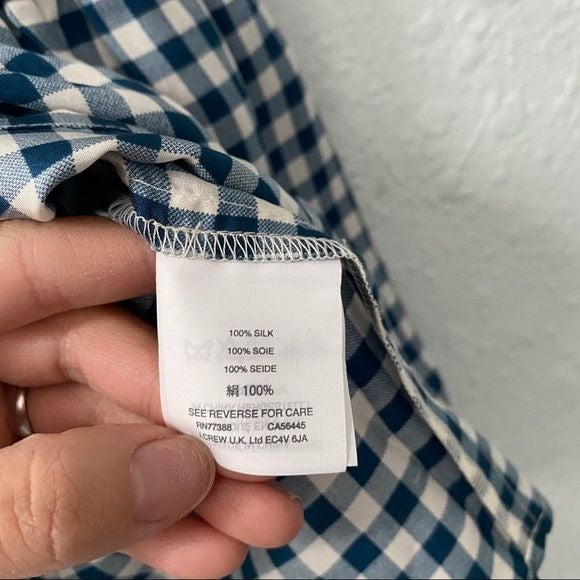 100% SILK
100% SOIE
100% SEIDE
絹 100%
SEE REVERSE FOR CARE
RN77388 CA56445
J.CREW U.K. Ltd EC4V 6JA